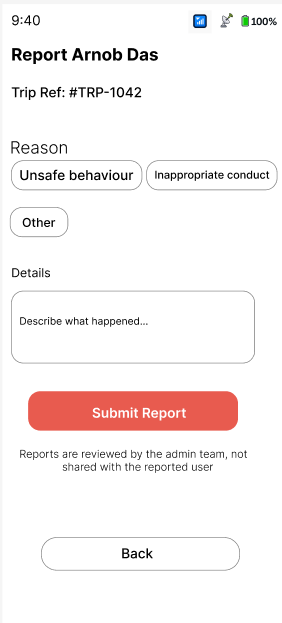 9:40 100%
Report Arnob Das
Trip Ref: #TRP-1042
Reason
Unsafe behaviour Inappropriate conduct
Other
Details
Describe what happened...
Submit Report
Reports are reviewed by the admin team, not
shared with the reported user
Back